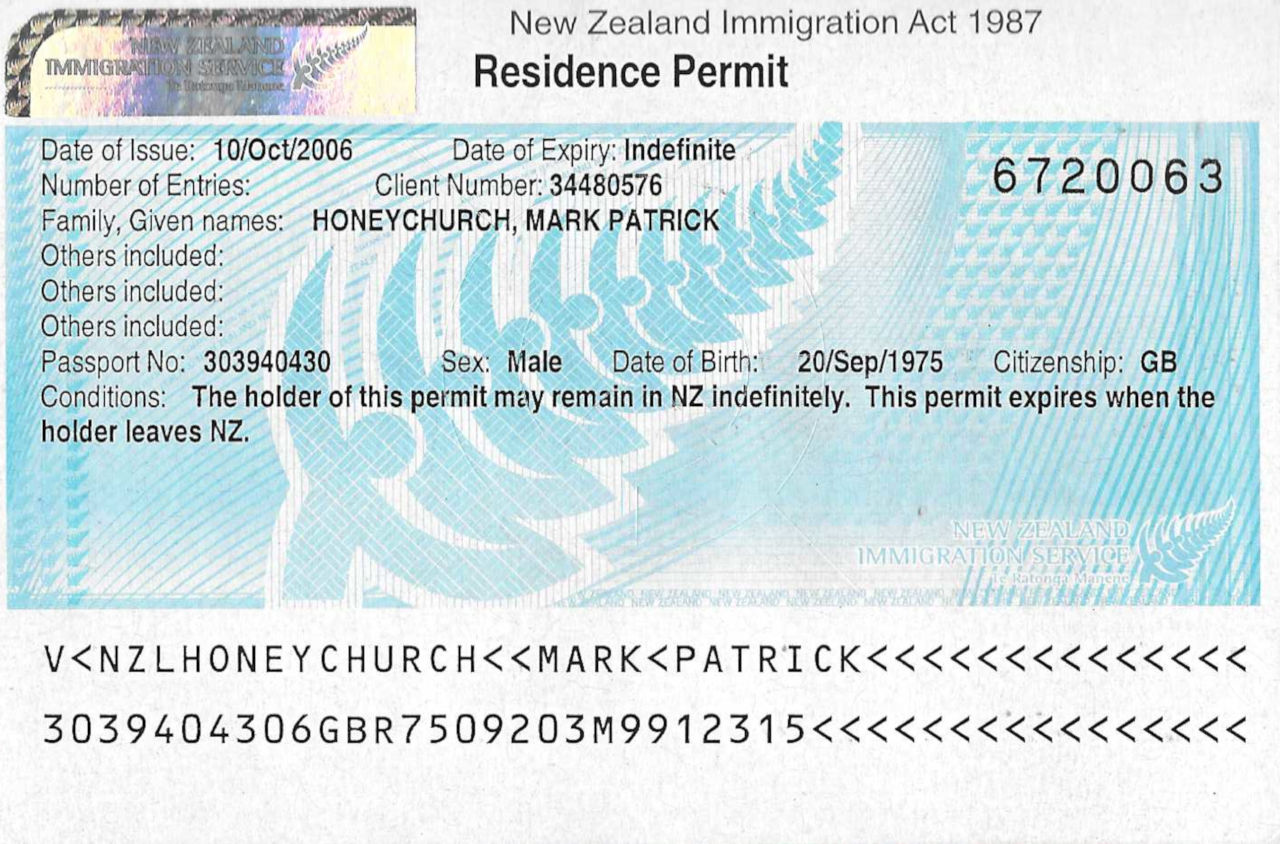 New Zealand Immigration Act 1987
Residence Permit
NEW ZEALAND
IMMIGRATION SERVICE
Te Ratonga Manene
Date of Issue: 10/Oct/2006 Date of Expiry: Indefinite
6720063
Number of Entries: Client Number: 34480576
Family, Given names: HONEYCHURCH, MARK PATRICK
Others included:
Others included:
Others included:
Passport No: 303940430 Sex: Male Date of Birth: 20/Sep/1975 Citizenship: GB
Conditions: The holder of this permit may remain in NZ indefinitely. This permit expires when the
holder leaves NZ.
NEW ZEALAND
IMMIGRATION SERVICE
Te Ratonga Manene
NEW ZEALAND NEW ZEALAND NEW ZEALAND NEW ZEALAND
V<NZLHONEYCHURCH<<MARK<PATRICK<<<<<<<<<<<<<<
3039404306GBR7509203M9912315<<<<<<<<<<<<<<<<